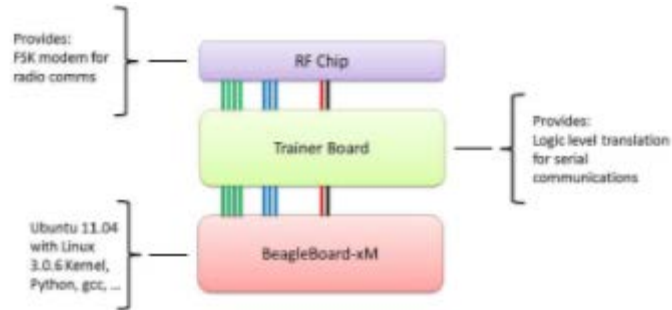 Provides:
FSK modem for
radio comms
RF Chip
Trainer Board
Provides:
Logic level translation
for serial
communications
Ubuntu 11.04
with Linux
3.0.6 Kernel,
Python, gcc, ...
BeagleBoard-xM